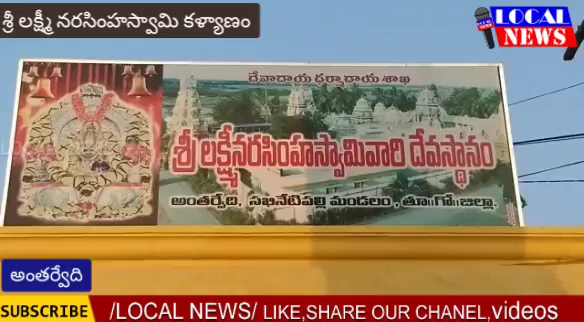 శ్రీ లక్ష్మీ నరసింహస్వామి కళ్యాణం
LOCAL
NEWS
దేవాదాయ ధర్మాదాయ శాఖ
శ్రీ లక్ష్మీనరసింహస్వామివారి దేవస్థానం
అంతర్వేది, సఖినేటిపల్లి మండలం, తూ॥గో॥జిల్లా.
అంతర్వేది
SUBSCRIBE /LOCAL NEWS/ LIKE,SHARE OUR CHANEL,videos